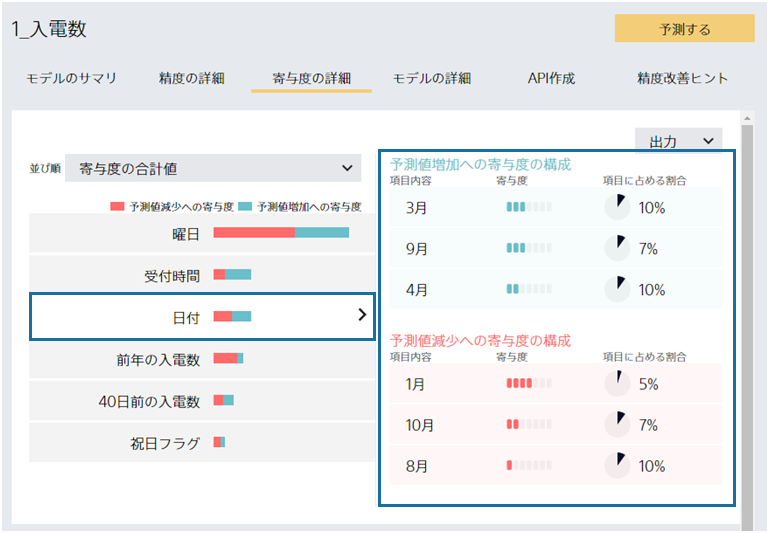 1_入電数
予測する
モデルのサマリ 精度の詳細 寄与度の詳細 モデルの詳細 API作成 精度改善ヒント
出力
並び順 寄与度の合計値
予測値減少への寄与度 予測値増加への寄与度
曜日
受付時間
日付
前年の入電数
40日前の入電数
祝日フラグ
予測値増加への寄与度の構成
項目内容 寄与度 項目に占める割合
3月 10%
9月 7%
4月 10%
予測値減少への寄与度の構成
項目内容 寄与度 項目に占める割合
1月 5%
10月 7%
8月 10%